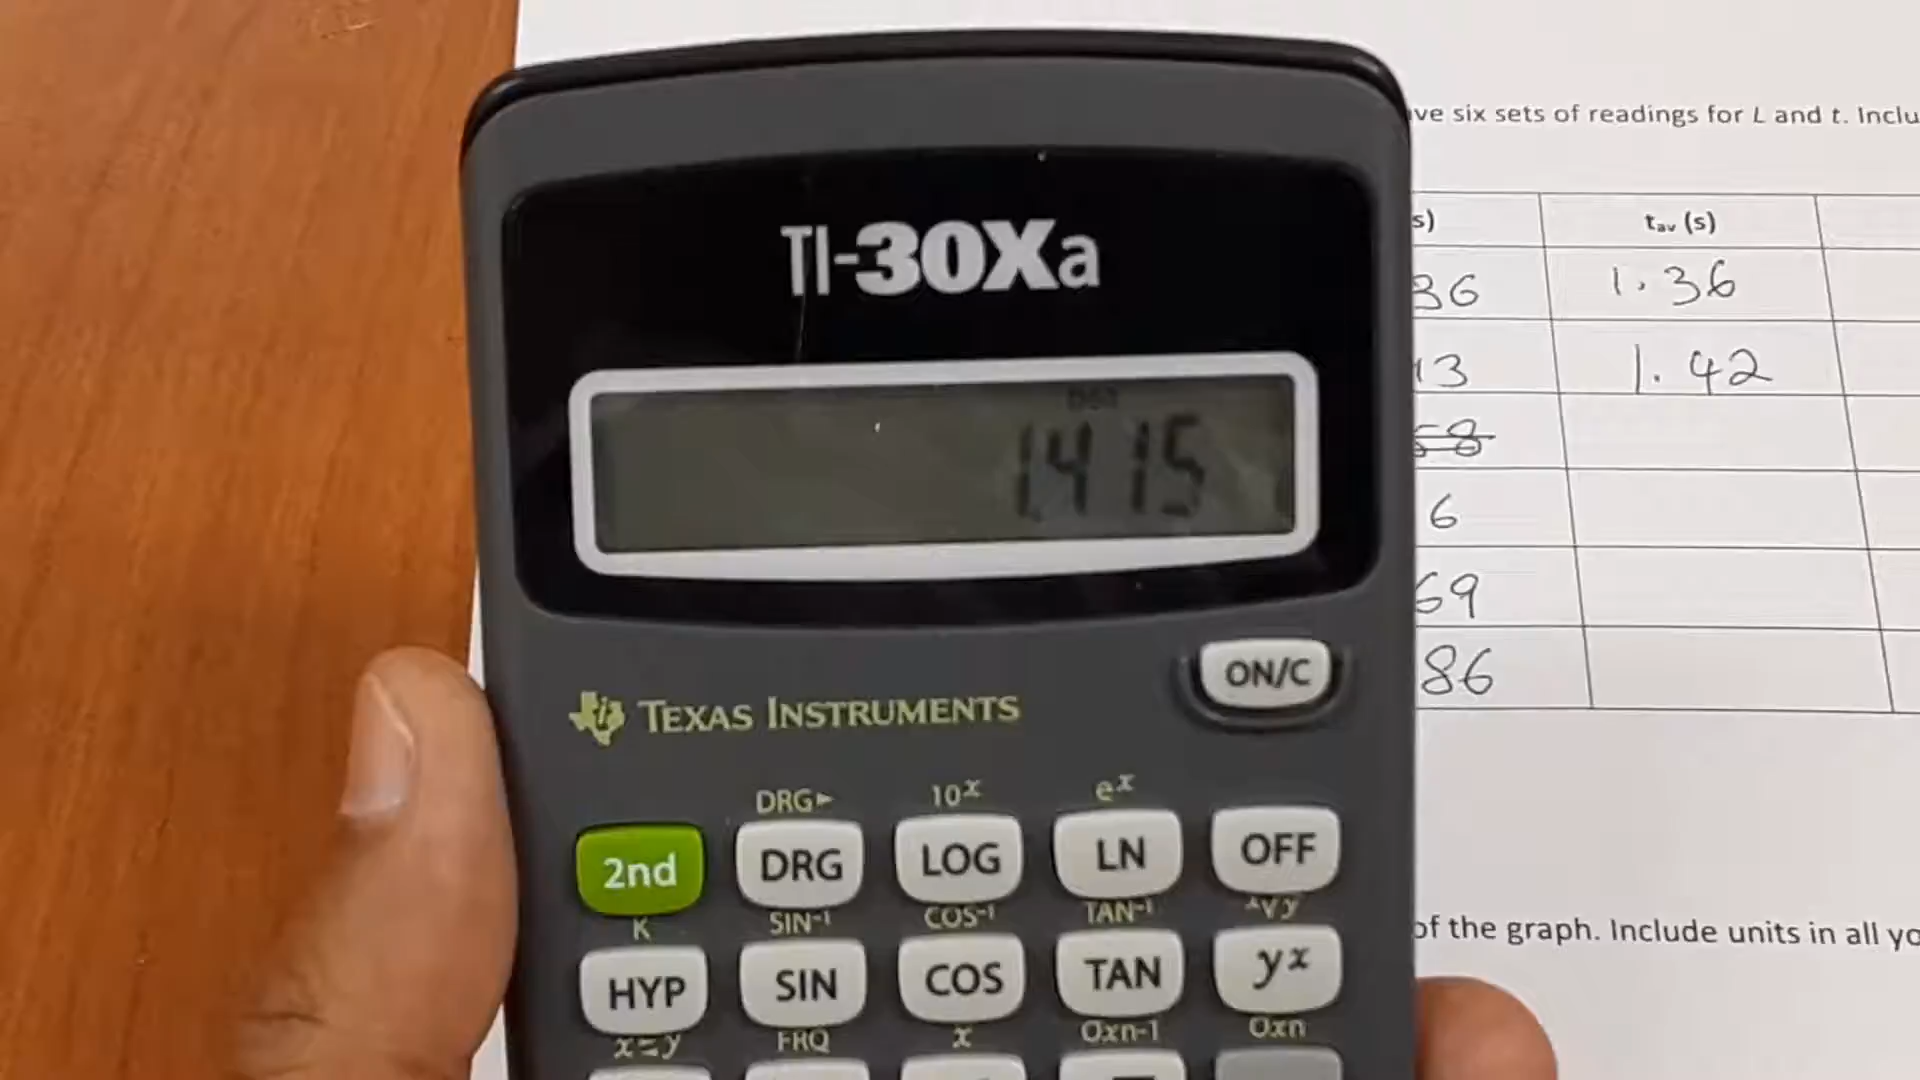 ve six sets of readings for L and t. Inclu
TI-30Xa
s) tav (s)
36 1.36
13 1.42
DEG
1.415
58
6
69
86
TEXAS INSTRUMENTS
ON/C
DRG► 10ˣ eˣ
2nd DRG LOG LN OFF
K SIN⁻¹ COS⁻¹ TAN⁻¹
HYP SIN COS TAN yˣ
of the graph. Include units in all yo
FRQ x